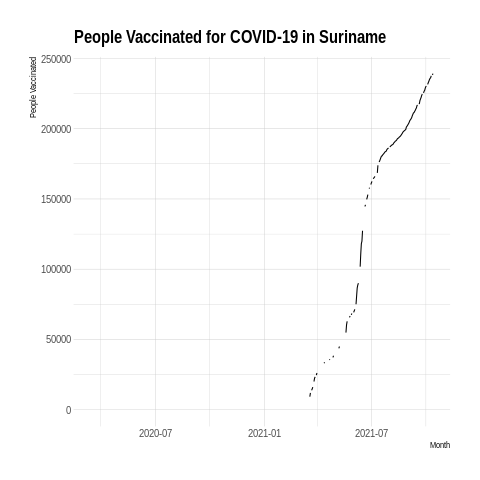 People Vaccinated for COVID-19 in Suriname
People Vaccinated
250000
200000
150000
100000
50000
0
2020-07 2021-01 2021-07
Month